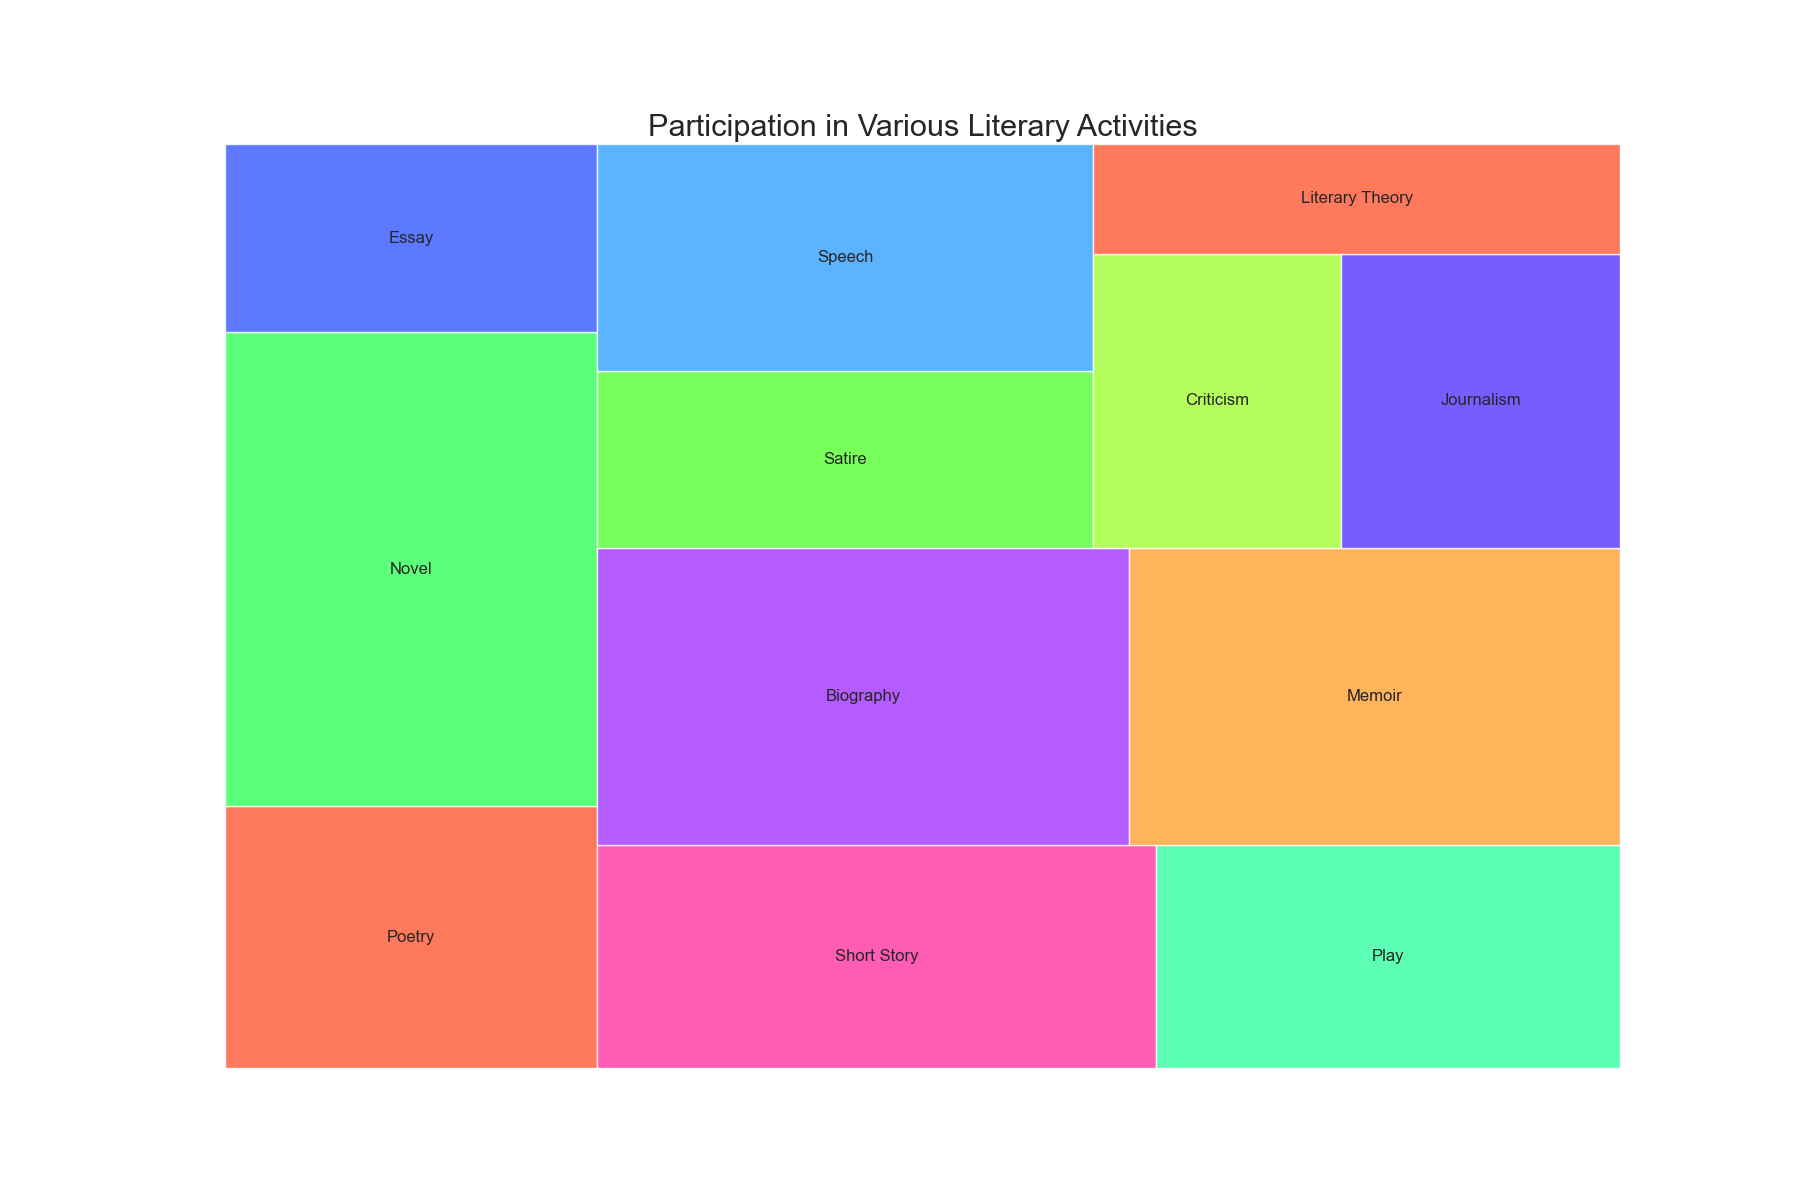 Participation in Various Literary Activities
Essay
Speech
Literary Theory
Criticism
Journalism
Satire
Novel
Biography
Memoir
Poetry
Short Story
Play